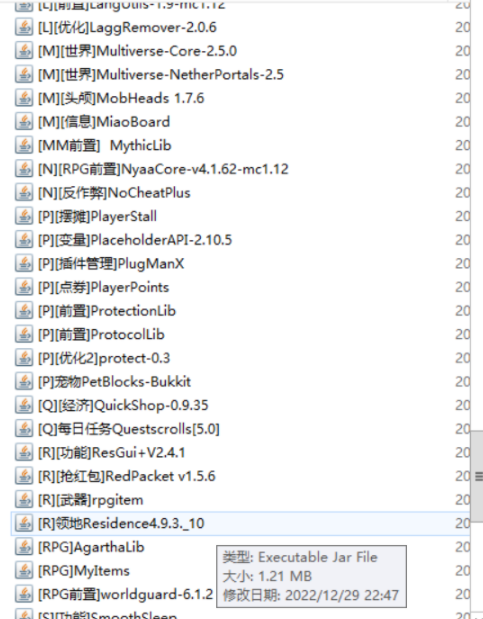 [L][前置]LangUtils-1.9-mc1.12
[L][优化]LaggRemover-2.0.6 20
[M][世界]Multiverse-Core-2.5.0 20
[M][世界]Multiverse-NetherPortals-2.5 20
[M][头颅]MobHeads 1.7.6 20
[M][信息]MiaoBoard 20
[MM前置]  MythicLib 20
[N][RPG前置]NyaaCore-v4.1.62-mc1.12 20
[N][反作弊]NoCheatPlus 20
[P][摆摊]PlayerStall 20
[P][变量]PlaceholderAPI-2.10.5 20
[P][插件管理]PlugManX 20
[P][点券]PlayerPoints 20
[P][前置]ProtectionLib 20
[P][前置]ProtocolLib 20
[P][优化2]protect-0.3 20
[P]宠物PetBlocks-Bukkit 20
[Q][经济]QuickShop-0.9.35 20
[Q]每日任务Questscrolls[5.0] 20
[R][功能]ResGui+V2.4.1 20
[R][抢红包]RedPacket v1.5.6 20
[R][武器]rpgitem 20
[R]领地Residence4.9.3._10 20
[RPG]AgarthaLib 20
[RPG]MyItems 20
[RPG前置]worldguard-6.1.2 20
[S][功能]SmoothSleep
类型: Executable Jar File
大小: 1.21 MB
修改日期: 2022/12/29 22:47